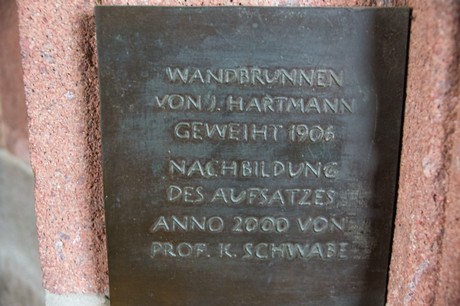 WANDBRUNNEN
VON J. HARTMANN
GEWEIHT 1906
NACHBILDUNG
DES AUFSATZES
ANNO 2000 VON
PROF. K. SCHWABE